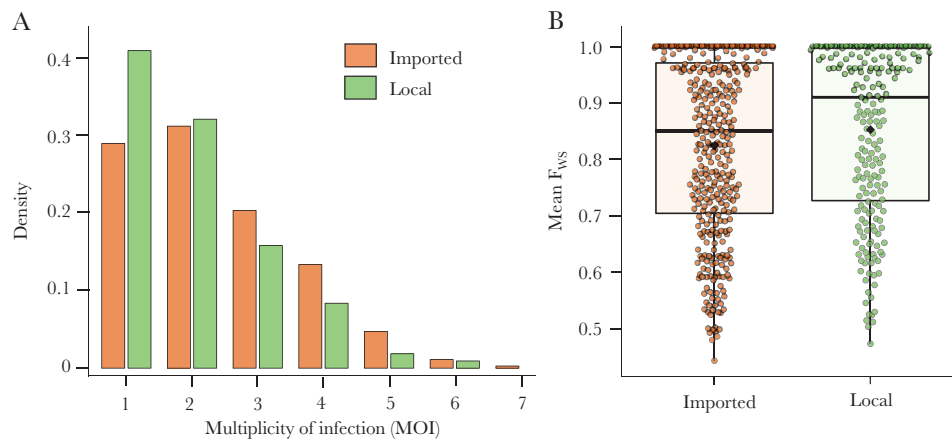 A
0.4
0.3
0.2
0.1
0
Density
1 2 3 4 5 6 7
Multiplicity of infection (MOI)
Imported
Local
B
1.0
0.9
0.8
0.7
0.6
0.5
Mean FWS
Imported Local